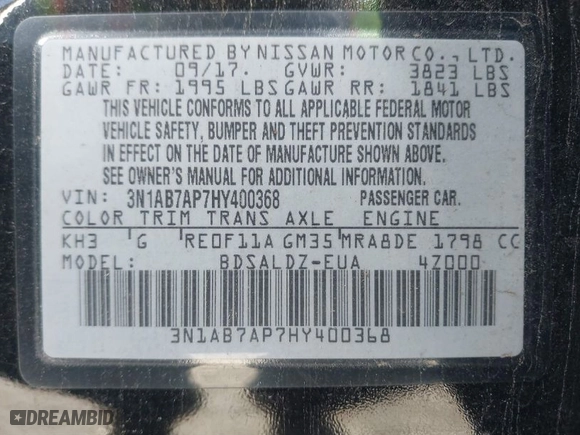 MANUFACTURED BY NISSAN MOTOR CO., LTD.
DATE: 09/17. GVWR: 3823 LBS
GAWR FR: 1995 LBS GAWR RR: 1841 LBS
THIS VEHICLE CONFORMS TO ALL APPLICABLE FEDERAL MOTOR
VEHICLE SAFETY, BUMPER AND THEFT PREVENTION STANDARDS
IN EFFECT ON THE DATE OF MANUFACTURE SHOWN ABOVE.
SEE OWNER'S MANUAL FOR ADDITIONAL INFORMATION.
VIN: 3N1AB7AP7HY400368 PASSENGER CAR.
COLOR TRIM TRANS AXLE ENGINE
KH3 G RE0F11A GM35 MRA8DE 1798 CC
MODEL: BDSALDZ-EUA 4Z000
3N1AB7AP7HY400368
DREAMBID